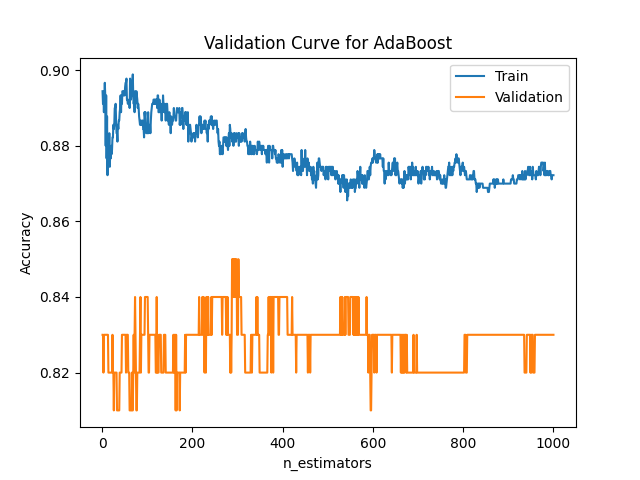 Validation Curve for AdaBoost
Train
Validation
Accuracy
0.90
0.88
0.86
0.84
0.82
0
200
400
600
800
1000
n_estimators